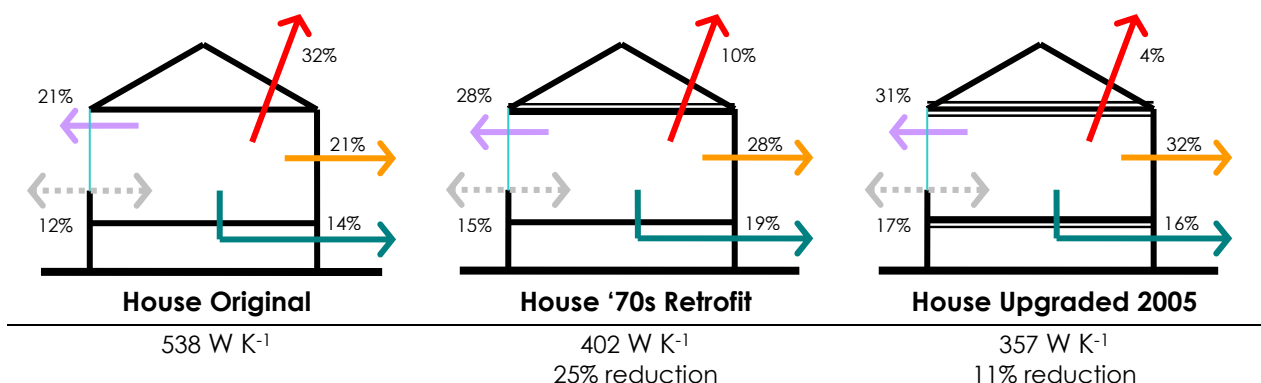 32%
21%
21%
12%
14%
House Original
538 W K-1
10%
28%
28%
15%
19%
House ‘70s Retrofit
402 W K-1
25% reduction
4%
31%
32%
17%
16%
House Upgraded 2005
357 W K-1
11% reduction